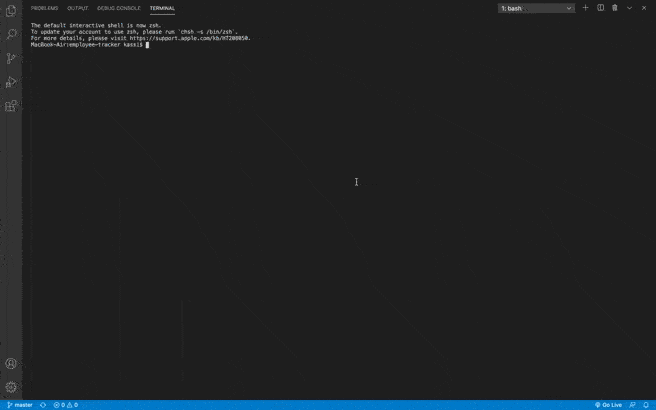 PROBLEMS OUTPUT DEBUG CONSOLE TERMINAL 1: bash
The default interactive shell is now zsh.
To update your account to use zsh, please run `chsh -s /bin/zsh`.
For more details, please visit https://support.apple.com/kb/HT208050.
MacBook-Air:employee-tracker kassi$
master 0 0 Go Live